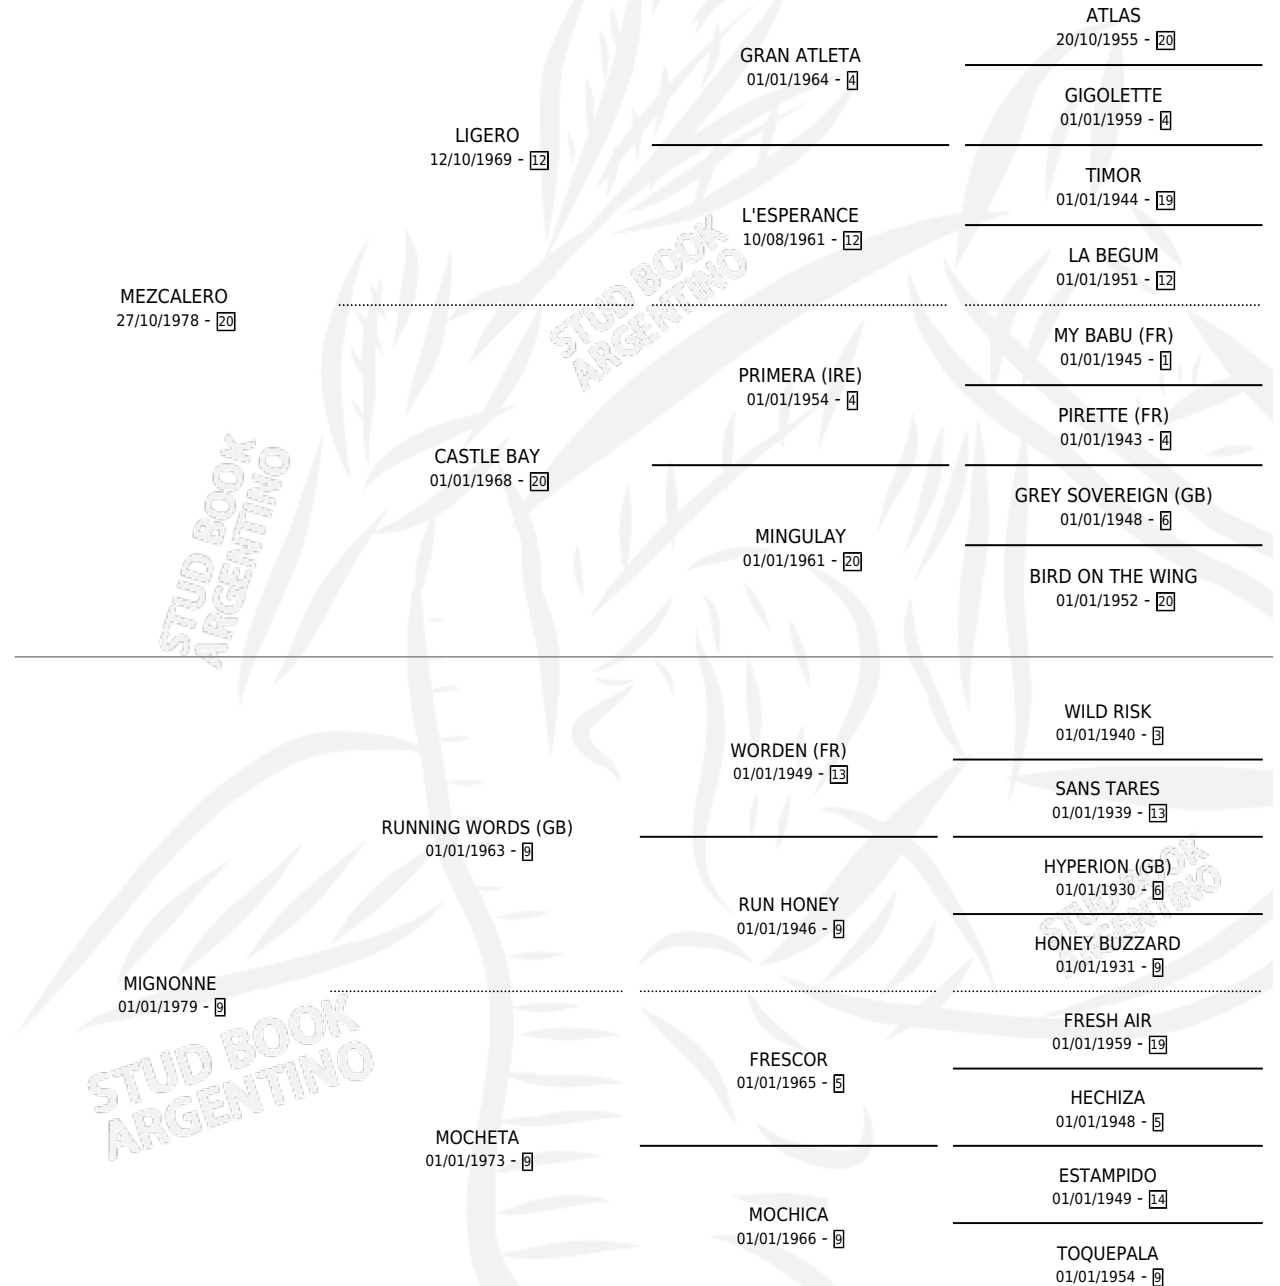 ATLAS
20/10/1955 - 20
GRAN ATLETA
01/01/1964 - 4
GIGOLETTE
01/01/1959 - 4
LIGERO
12/10/1969 - 12
TIMOR
01/01/1944 - 19
L'ESPERANCE
10/08/1961 - 12
LA BEGUM
01/01/1951 - 12
MEZCALERO
27/10/1978 - 20
MY BABU (FR)
01/01/1945 - 1
PRIMERA (IRE)
01/01/1954 - 4
PIRETTE (FR)
01/01/1943 - 4
CASTLE BAY
01/01/1968 - 20
GREY SOVEREIGN (GB)
01/01/1948 - 6
MINGULAY
01/01/1961 - 20
BIRD ON THE WING
01/01/1952 - 20
STUD BOOK
ARGENTINO
STUD BOOK
ARGENTINO
WILD RISK
01/01/1940 - 3
WORDEN (FR)
01/01/1949 - 13
SANS TARES
01/01/1939 - 13
RUNNING WORDS (GB)
01/01/1963 - 9
HYPERION (GB)
01/01/1930 - 6
RUN HONEY
01/01/1946 - 9
HONEY BUZZARD
01/01/1931 - 9
MIGNONNE
01/01/1979 - 9
FRESH AIR
01/01/1959 - 19
FRESCOR
01/01/1965 - 5
HECHIZA
01/01/1948 - 5
MOCHETA
01/01/1973 - 9
ESTAMPIDO
01/01/1949 - 14
MOCHICA
01/01/1966 - 9
TOQUEPALA
01/01/1954 - 9
STUD BOOK
ARGENTINO
STUD BOOK
ARGENTINO